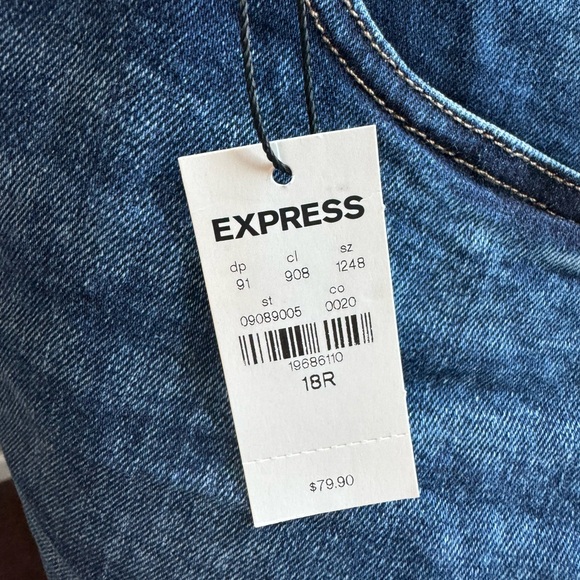 EXPRESS
dp cl sz
91 908 1248
st co
09089005 0020
19686110
18R
$79.90